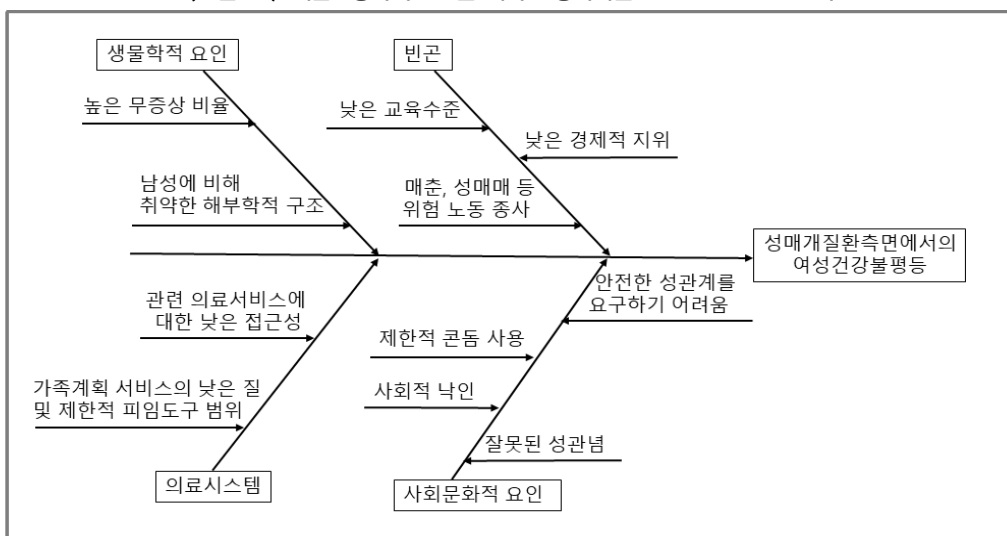 생물학적 요인
빈곤
높은 무증상 비율
낮은 교육수준
낮은 경제적 지위
남성에 비해
취약한 해부학적 구조
매춘, 성매매 등
위험 노동 종사
성매개질환측면에서의
여성건강불평등
안전한 성관계를
요구하기 어려움
관련 의료서비스에
대한 낮은 접근성
제한적 콘돔 사용
가족계획 서비스의 낮은 질
및 제한적 피임도구 범위
사회적 낙인
잘못된 성관념
의료시스템
사회문화적 요인